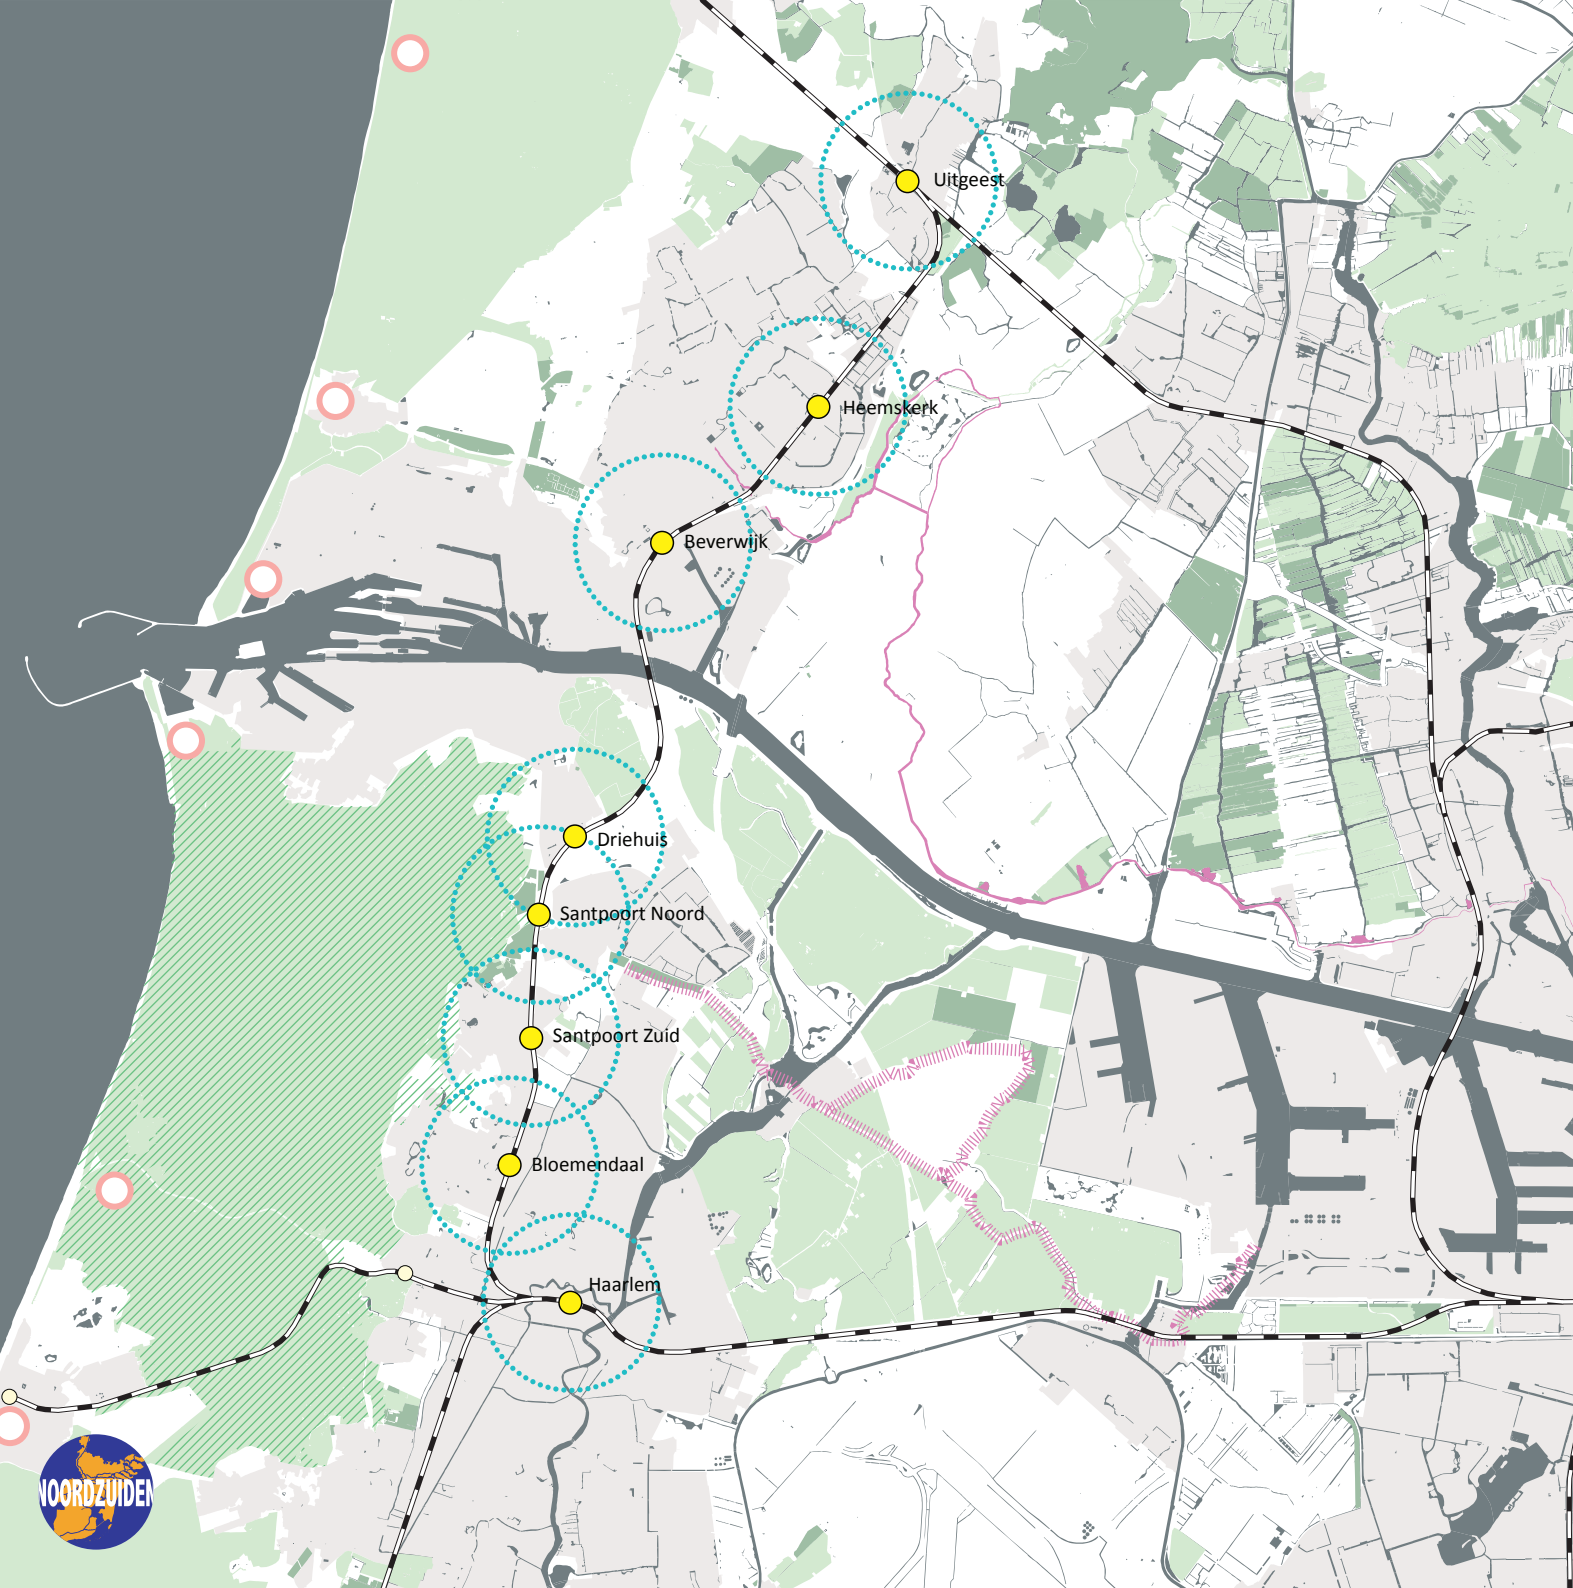 Uitgeest
Heemskerk
Beverwijk
Driehuis
Santpoort Noord
Santpoort Zuid
Bloemendaal
Haarlem
NOORDZUIDEN